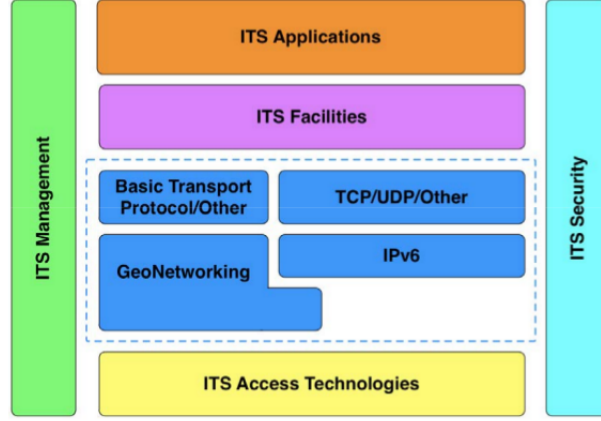 ITS Applications
ITS Facilities
ITS Management
Basic Transport
Protocol/Other
TCP/UDP/Other
GeoNetworking
IPv6
ITS Access Technologies
ITS Security